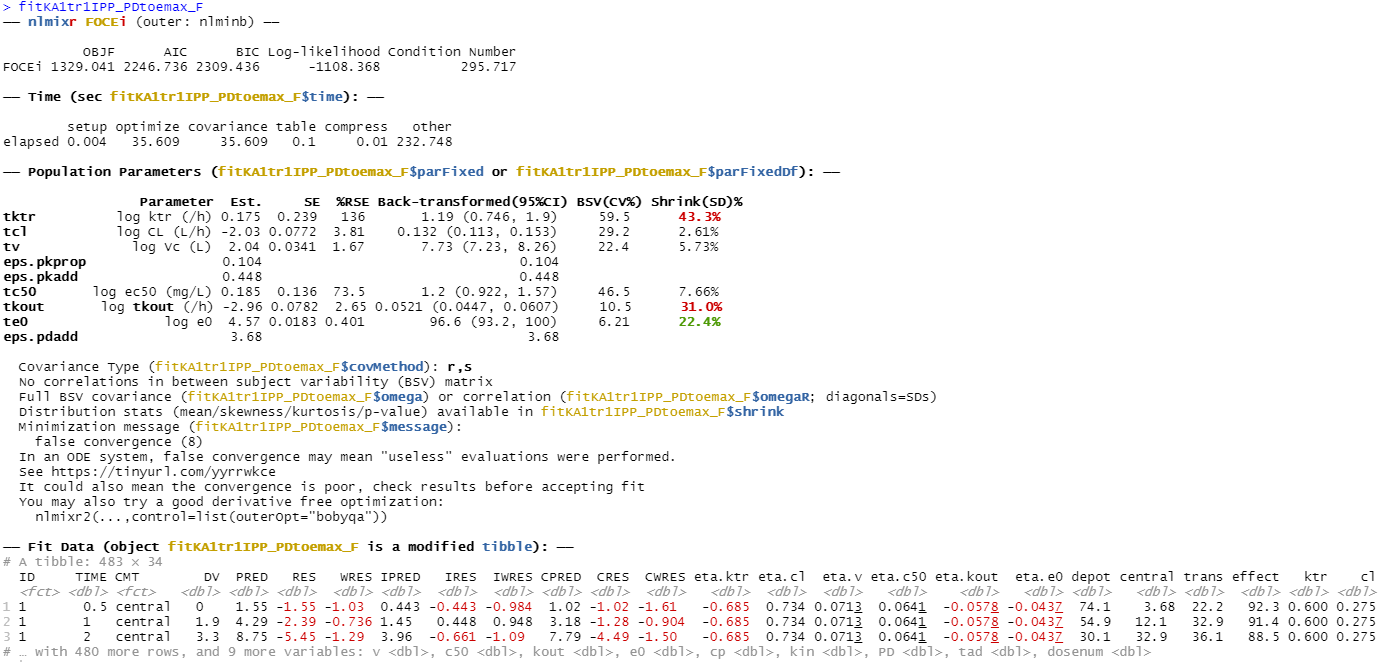 > fitKA1tr1IPP_PDtoemax_F
── nlmixr FOCEi (outer: nlminb) ──
OBJF AIC BIC Log-likelihood Condition Number
FOCEi 1329.041 2246.736 2309.436 -1108.368 295.717
── Time (sec fitKA1tr1IPP_PDtoemax_F$time): ──
setup optimize covariance table compress other
elapsed 0.004 35.609 35.609 0.1 0.01 232.748
── Population Parameters (fitKA1tr1IPP_PDtoemax_F$parFixed or fitKA1tr1IPP_PDtoemax_F$parFixedDf): ──
Parameter Est. SE %RSE Back-transformed(95%CI) BSV(CV%) Shrink(SD)%
tktr log ktr (/h) 0.175 0.239 136 1.19 (0.746, 1.9) 59.5 43.3%
tcl log CL (L/h) -2.03 0.0772 3.81 0.132 (0.113, 0.153) 29.2 2.61%
tv log Vc (L) 2.04 0.0341 1.67 7.73 (7.23, 8.26) 22.4 5.73%
eps.pkprop 0.104 0.104
eps.pkadd 0.448 0.448
tc50 log ec50 (mg/L) 0.185 0.136 73.5 1.2 (0.922, 1.57) 46.5 7.66%
tkout log tkout (/h) -2.96 0.0782 2.65 0.0521 (0.0447, 0.0607) 10.5 31.0%
te0 log e0 4.57 0.0183 0.401 96.6 (93.2, 100) 6.21 22.4%
eps.pdadd 3.68 3.68
Covariance Type (fitKA1tr1IPP_PDtoemax_F$covMethod): r,s
No correlations in between subject variability (BSV) matrix
Full BSV covariance (fitKA1tr1IPP_PDtoemax_F$omega) or correlation (fitKA1tr1IPP_PDtoemax_F$omegaR; diagonals=SDs)
Distribution stats (mean/skewness/kurtosis/p-value) available in fitKA1tr1IPP_PDtoemax_F$shrink
Minimization message (fitKA1tr1IPP_PDtoemax_F$message):
false convergence (8)
In an ODE system, false convergence may mean "useless" evaluations were performed.
See https://tinyurl.com/yyrrwkce
It could also mean the convergence is poor, check results before accepting fit
You may also try a good derivative free optimization:
nlmixr2(...,control=list(outerOpt="bobyqa"))
── Fit Data (object fitKA1tr1IPP_PDtoemax_F is a modified tibble): ──
# A tibble: 483 × 34
ID TIME CMT DV PRED RES WRES IPRED IRES IWRES CPRED CRES CWRES eta.ktr eta.cl eta.v eta.c50 eta.kout eta.e0 depot central trans effect ktr cl
<fct> <dbl> <fct> <dbl> <dbl> <dbl> <dbl> <dbl> <dbl> <dbl> <dbl> <dbl> <dbl> <dbl> <dbl> <dbl> <dbl> <dbl> <dbl> <dbl> <dbl> <dbl> <dbl> <dbl> <dbl>
1 1 0.5 central 0 1.55 -1.55 -1.03 0.443 -0.443 -0.984 1.02 -1.02 -1.61 -0.685 0.734 0.0713 0.0641 -0.0578 -0.0437 74.1 3.68 22.2 92.3 0.600 0.275
2 1 1 central 1.9 4.29 -2.39 -0.736 1.45 0.448 0.948 3.18 -1.28 -0.904 -0.685 0.734 0.0713 0.0641 -0.0578 -0.0437 54.9 12.1 32.9 91.4 0.600 0.275
3 1 2 central 3.3 8.75 -5.45 -1.29 3.96 -0.661 -1.09 7.79 -4.49 -1.50 -0.685 0.734 0.0713 0.0641 -0.0578 -0.0437 30.1 32.9 36.1 88.5 0.600 0.275
# … with 480 more rows, and 9 more variables: v <dbl>, c50 <dbl>, kout <dbl>, e0 <dbl>, cp <dbl>, kin <dbl>, PD <dbl>, tad <dbl>, dosenum <dbl>